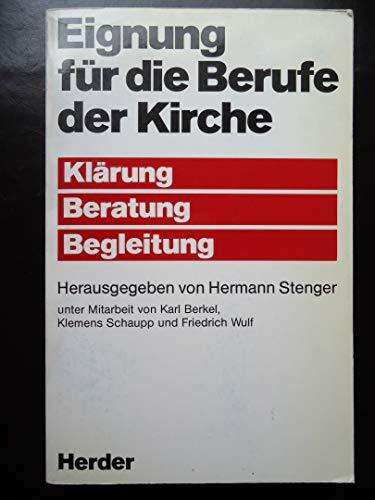 Eignung
für die Berufe
der Kirche
Klärung
Beratung
Begleitung
Herausgegeben von Hermann Stenger
unter Mitarbeit von Karl Berkel,
Klemens Schaupp und Friedrich Wulf
Herder